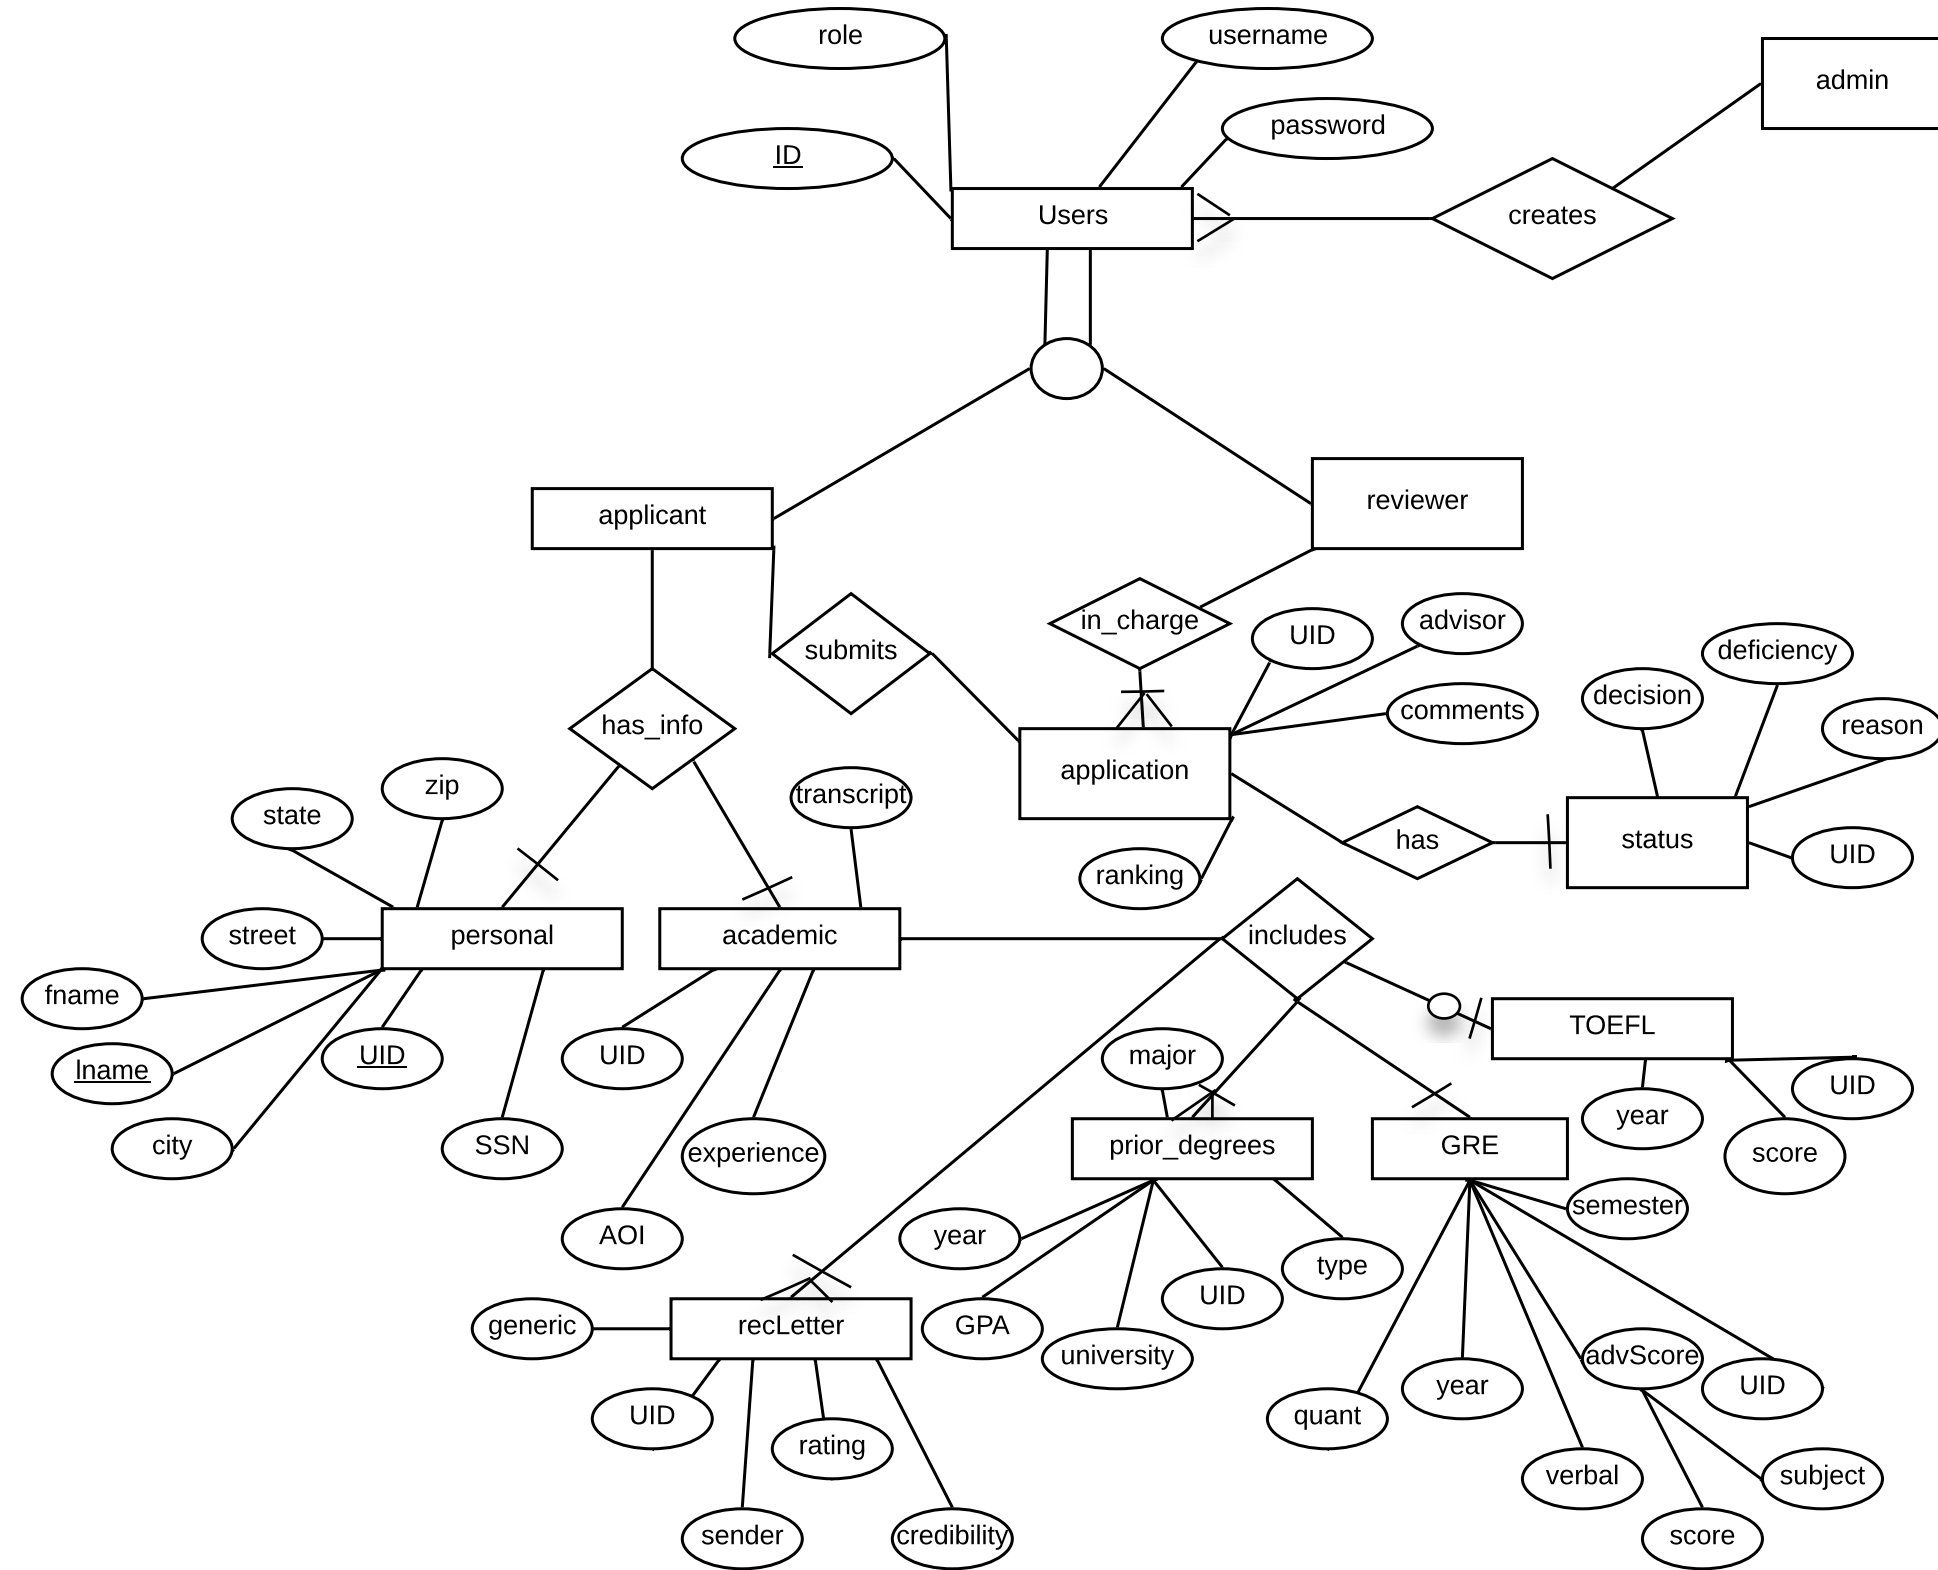 role
username
admin
password
ID
Users
creates
reviewer
applicant
in_charge
advisor
UID
submits
deficiency
decision
comments
has_info
reason
application
zip
transcript
state
has
status
UID
ranking
street
personal
academic
includes
fname
TOEFL
lname
UID
UID
major
UID
year
city
SSN
experience
prior_degrees
GRE
score
semester
AOI
year
type
UID
generic
recLetter
GPA
university
advScore
UID
year
UID
quant
rating
verbal
subject
sender
credibility
score